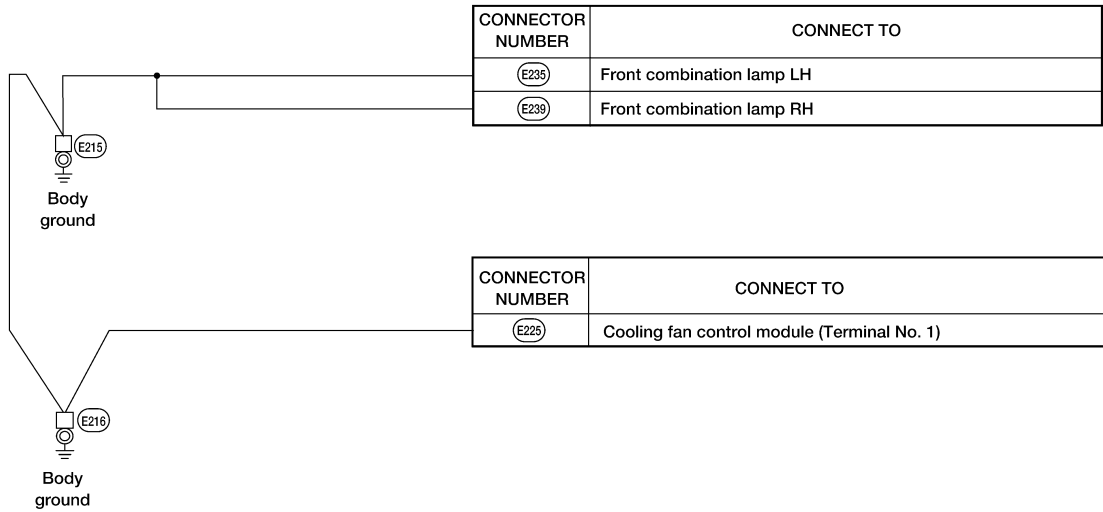 CONNECTOR NUMBER CONNECT TO
E235 Front combination lamp LH
E239 Front combination lamp RH
E215
Body
ground
CONNECTOR NUMBER CONNECT TO
E225 Cooling fan control module (Terminal No. 1)
E216
Body
ground